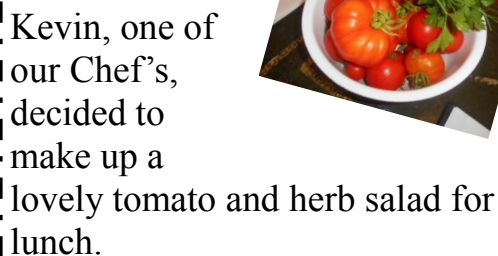 Kevin, one of
our Chef's,
decided to
make up a
lovely tomato and herb salad for
lunch.